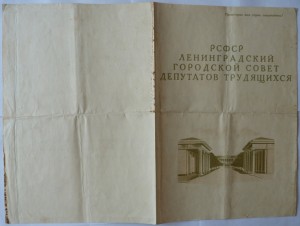 РСФСР
ЛЕНИНГРАДСКИЙ
ГОРОДСКОЙ СОВЕТ
ДЕПУТАТОВ ТРУДЯЩИХСЯ